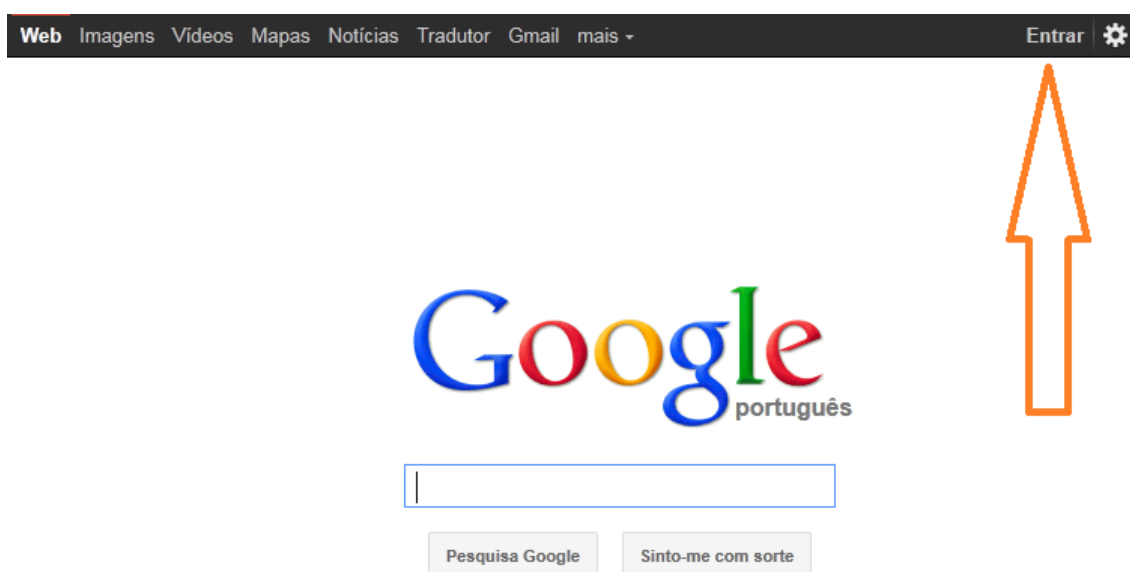 Web Imagens Vídeos Mapas Notícias Tradutor Gmail mais Entrar
Google
português
Pesquisa Google Sinto-me com sorte